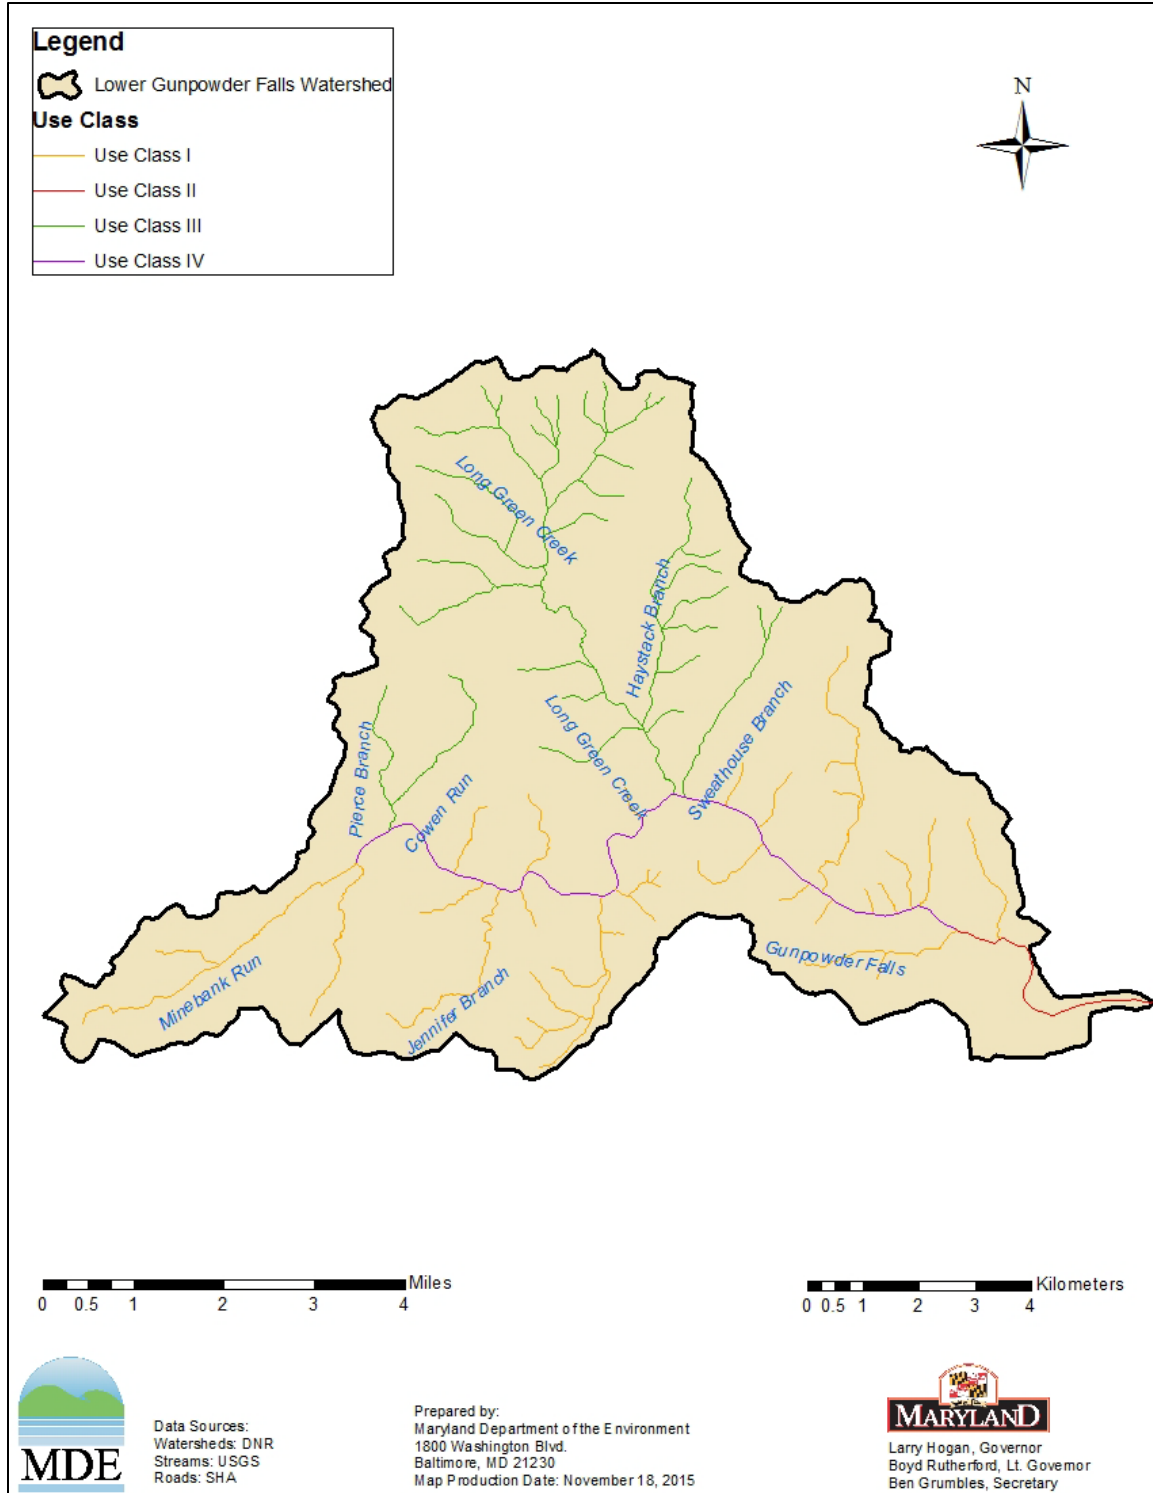 Legend
Lower Gunpowder Falls Watershed
Use Class
Use Class I
Use Class II
Use Class III
Use Class IV
N
Long Green Creek
Haystack Branch
Long Green Creek
Sweathouse Branch
Pierce Branch
Cowen Run
Gunpowder Falls
Minebank Run
Jennifer Branch
Miles
0 0.5 1 2 3 4
Kilometers
0 0.5 1 2 3 4
MDE
Data Sources:
Watersheds: DNR
Streams: USGS
Roads: SHA
Prepared by:
Maryland Department of the Environment
1800 Washington Blvd.
Baltimore, MD 21230
Map Production Date: November 18, 2015
MARYLAND
Larry Hogan, Governor
Boyd Rutherford, Lt. Governor
Ben Grumbles, Secretary